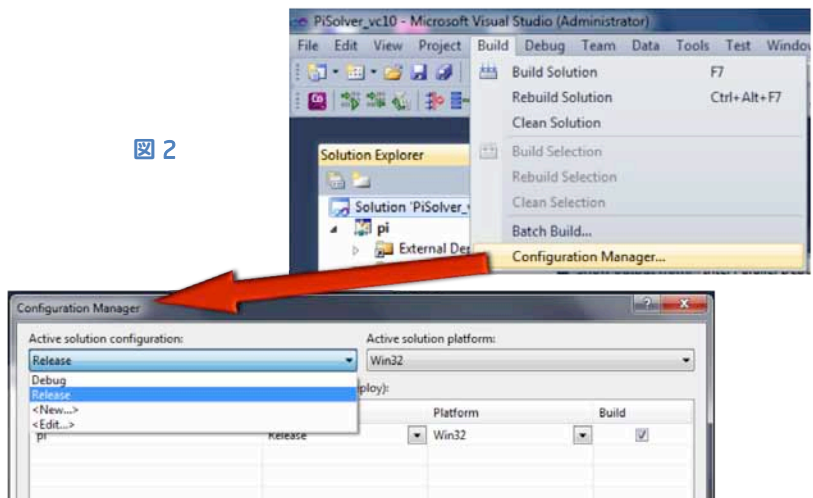 PiSolver_vc10 - Microsoft Visual Studio (Administrator)
File Edit View Project Build Debug Team Data Tools Test Window
Build Solution F7
Rebuild Solution Ctrl+Alt+F7
Clean Solution
図 2
Solution Explorer
Build Selection
Rebuild Selection
Solution 'PiSolver_
Clean Selection
pi
Batch Build...
External De
Configuration Manager...
Configuration Manager
Active solution configuration: Active solution platform:
Release Win32
Debug ploy):
Release
<New...> Platform Build
<Edit...>
pi Release Win32